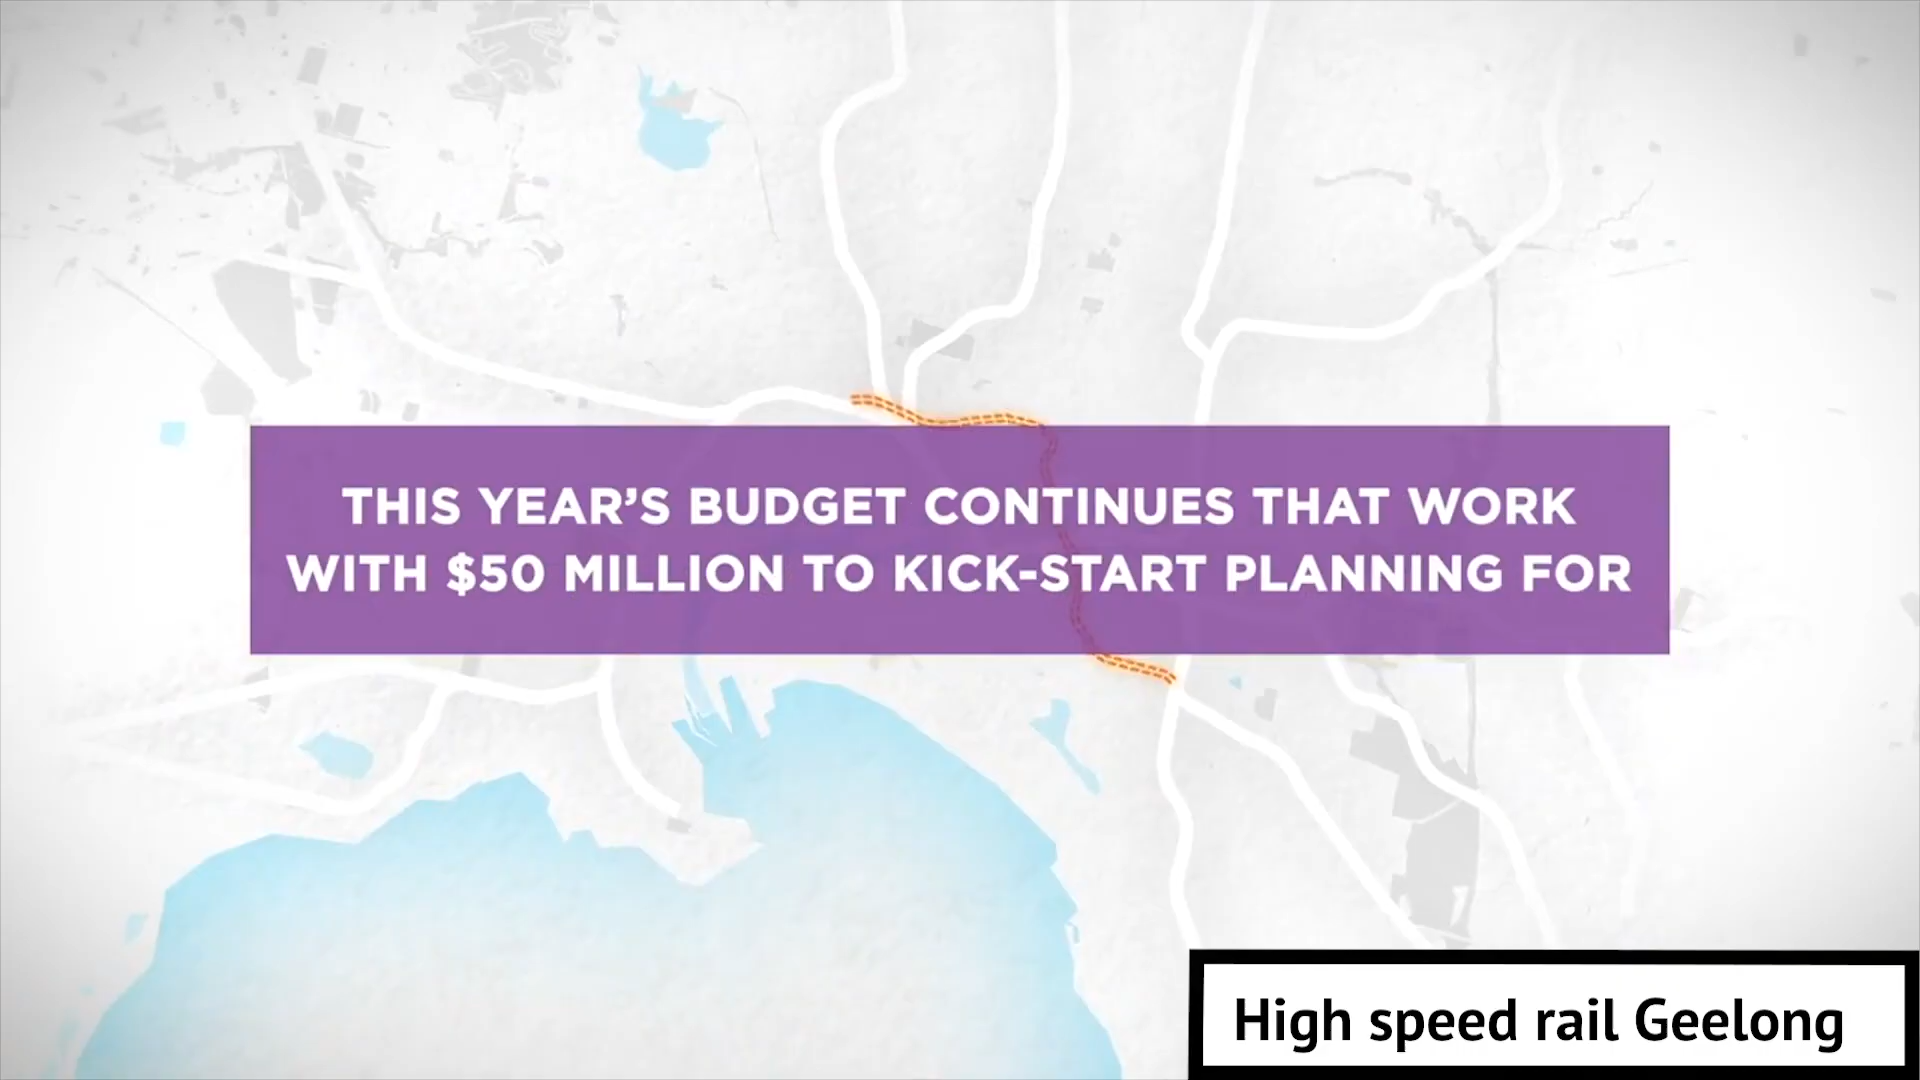 THIS YEAR’S BUDGET CONTINUES THAT WORK
WITH $50 MILLION TO KICK-START PLANNING FOR
High speed rail Geelong